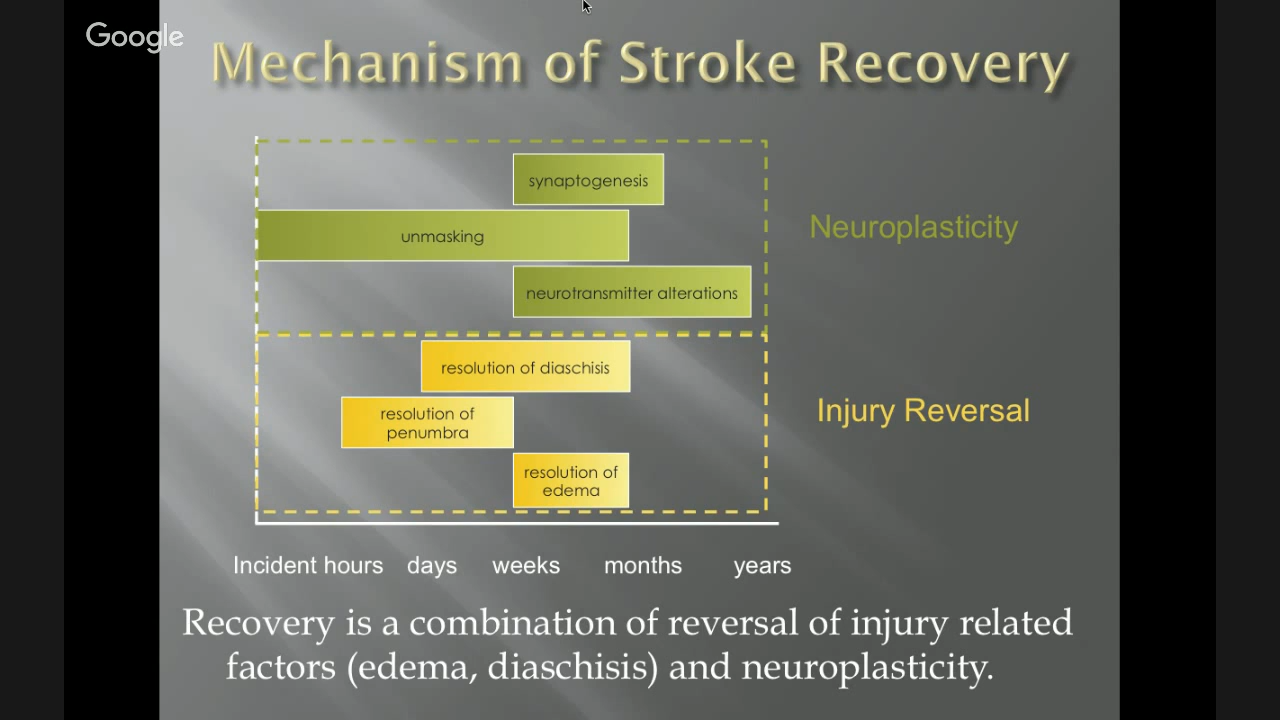 Google
Mechanism of Stroke Recovery
synaptogenesis
unmasking
Neuroplasticity
neurotransmitter alterations
resolution of diaschisis
resolution of
penumbra
Injury Reversal
resolution of
edema
Incident hours days weeks months years
Recovery is a combination of reversal of injury related
factors (edema, diaschisis) and neuroplasticity.